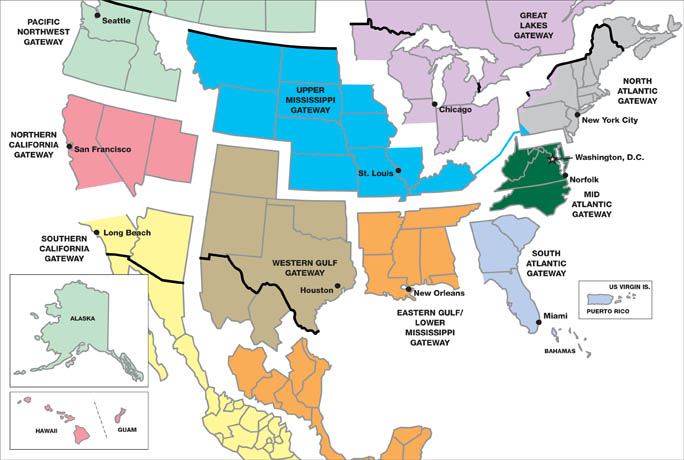 PACIFIC
NORTHWEST
GATEWAY
Seattle
GREAT
LAKES
GATEWAY
UPPER
MISSISSIPPI
GATEWAY
NORTH
ATLANTIC
GATEWAY
Chicago
New York City
NORTHERN
CALIFORNIA
GATEWAY
San Francisco
St. Louis
Washington, D.C.
Norfolk
MID
ATLANTIC
GATEWAY
Long Beach
SOUTHERN
CALIFORNIA
GATEWAY
WESTERN GULF
GATEWAY
Houston
New Orleans
EASTERN GULF/
LOWER
MISSISSIPPI
GATEWAY
SOUTH
ATLANTIC
GATEWAY
US VIRGIN IS.
PUERTO RICO
Miami
BAHAMAS
ALASKA
HAWAII
GUAM